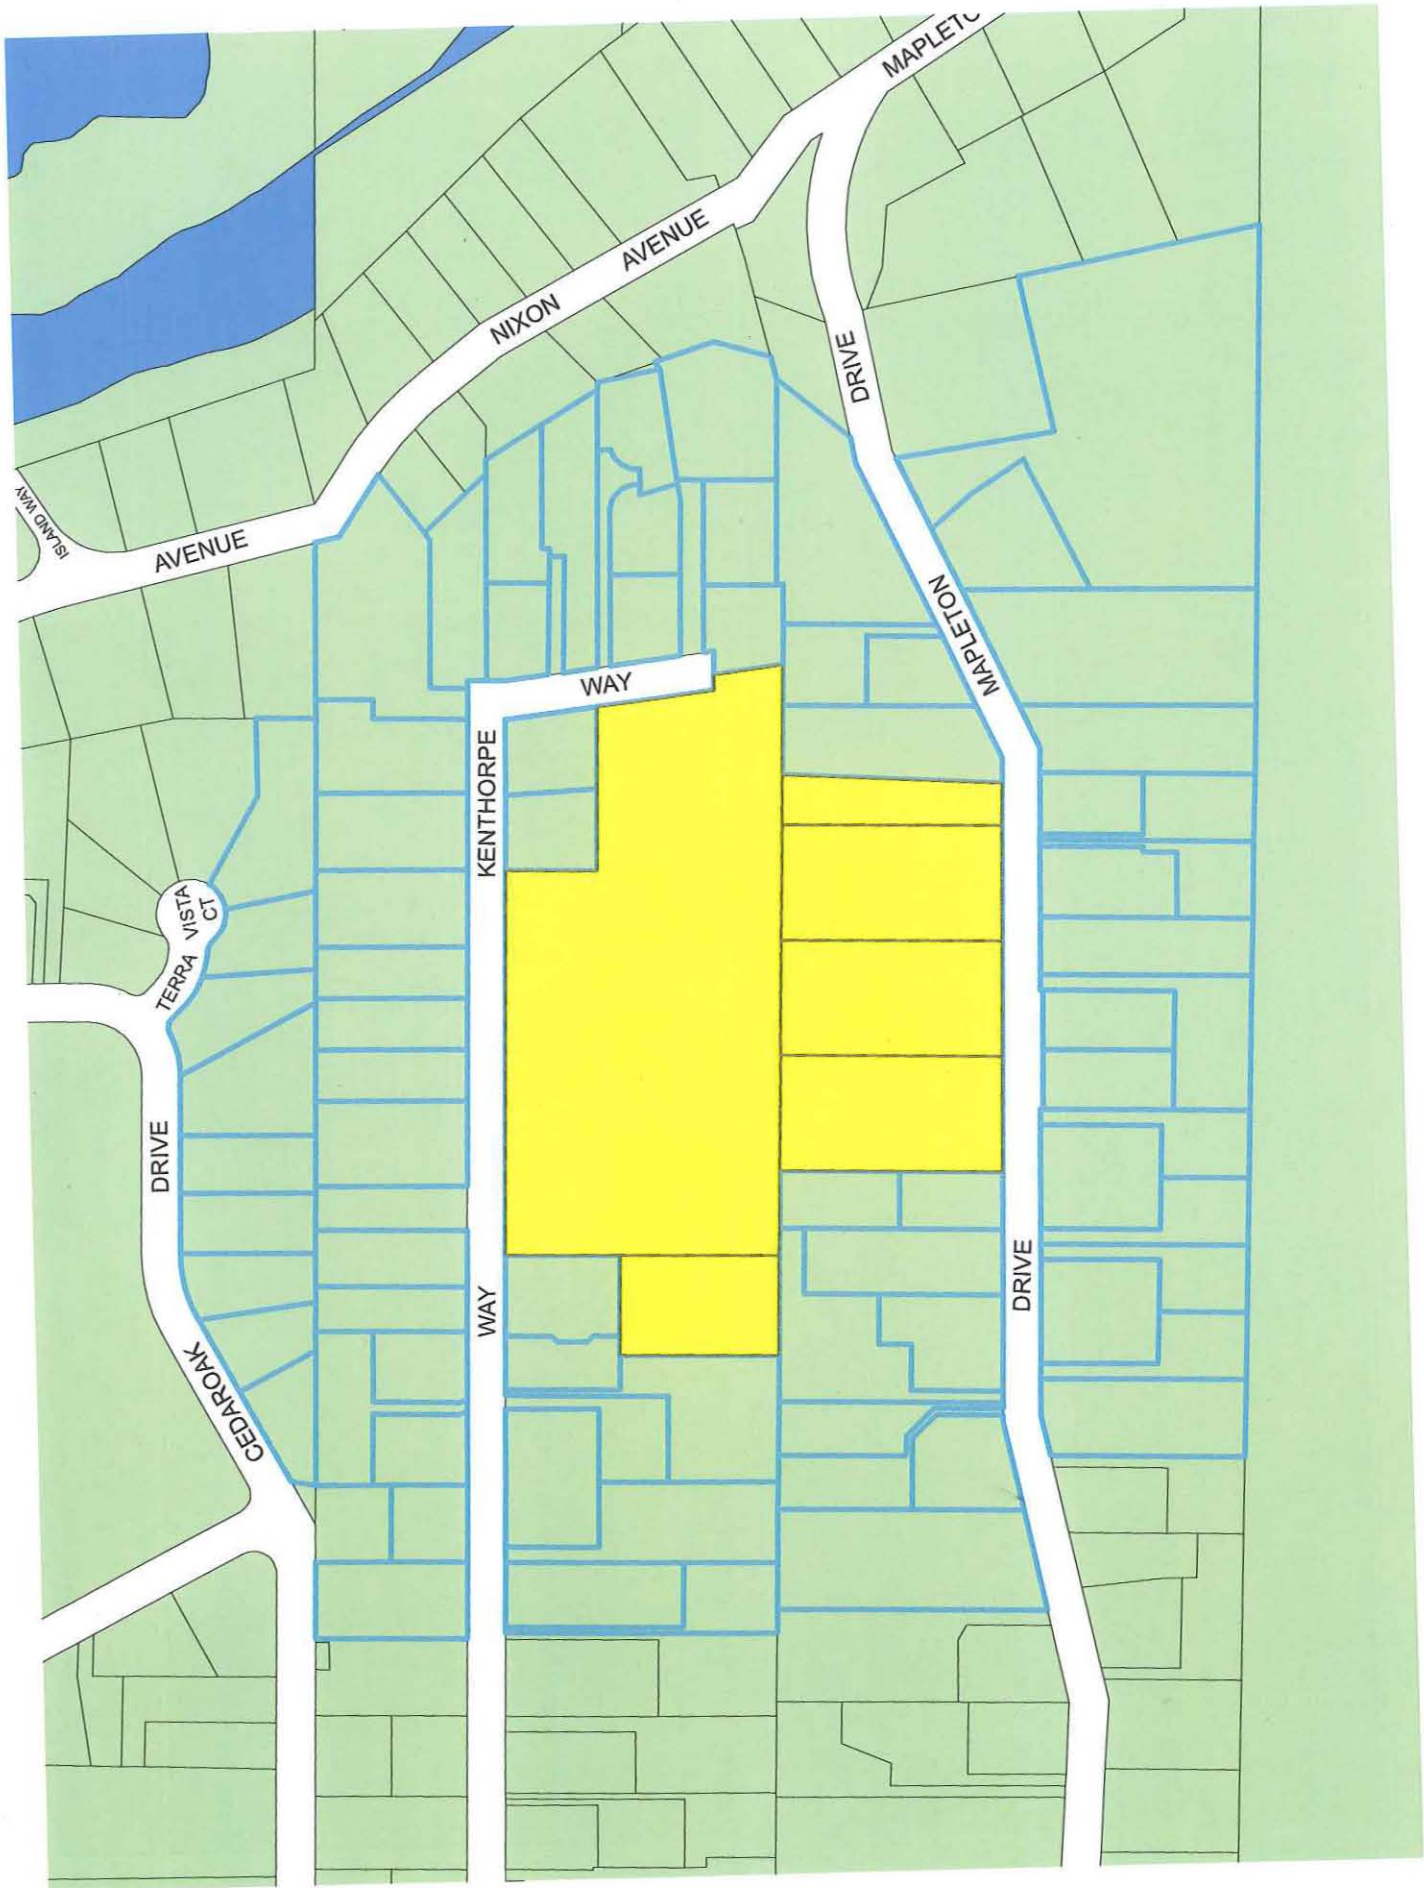 MAPLETO
AVENUE
NIXON
DRIVE
ISLAND WAY
AVENUE
MAPLETON
WAY
KENTHORPE
VISTA
CT
TERRA
DRIVE
DRIVE
WAY
CEDAROAK